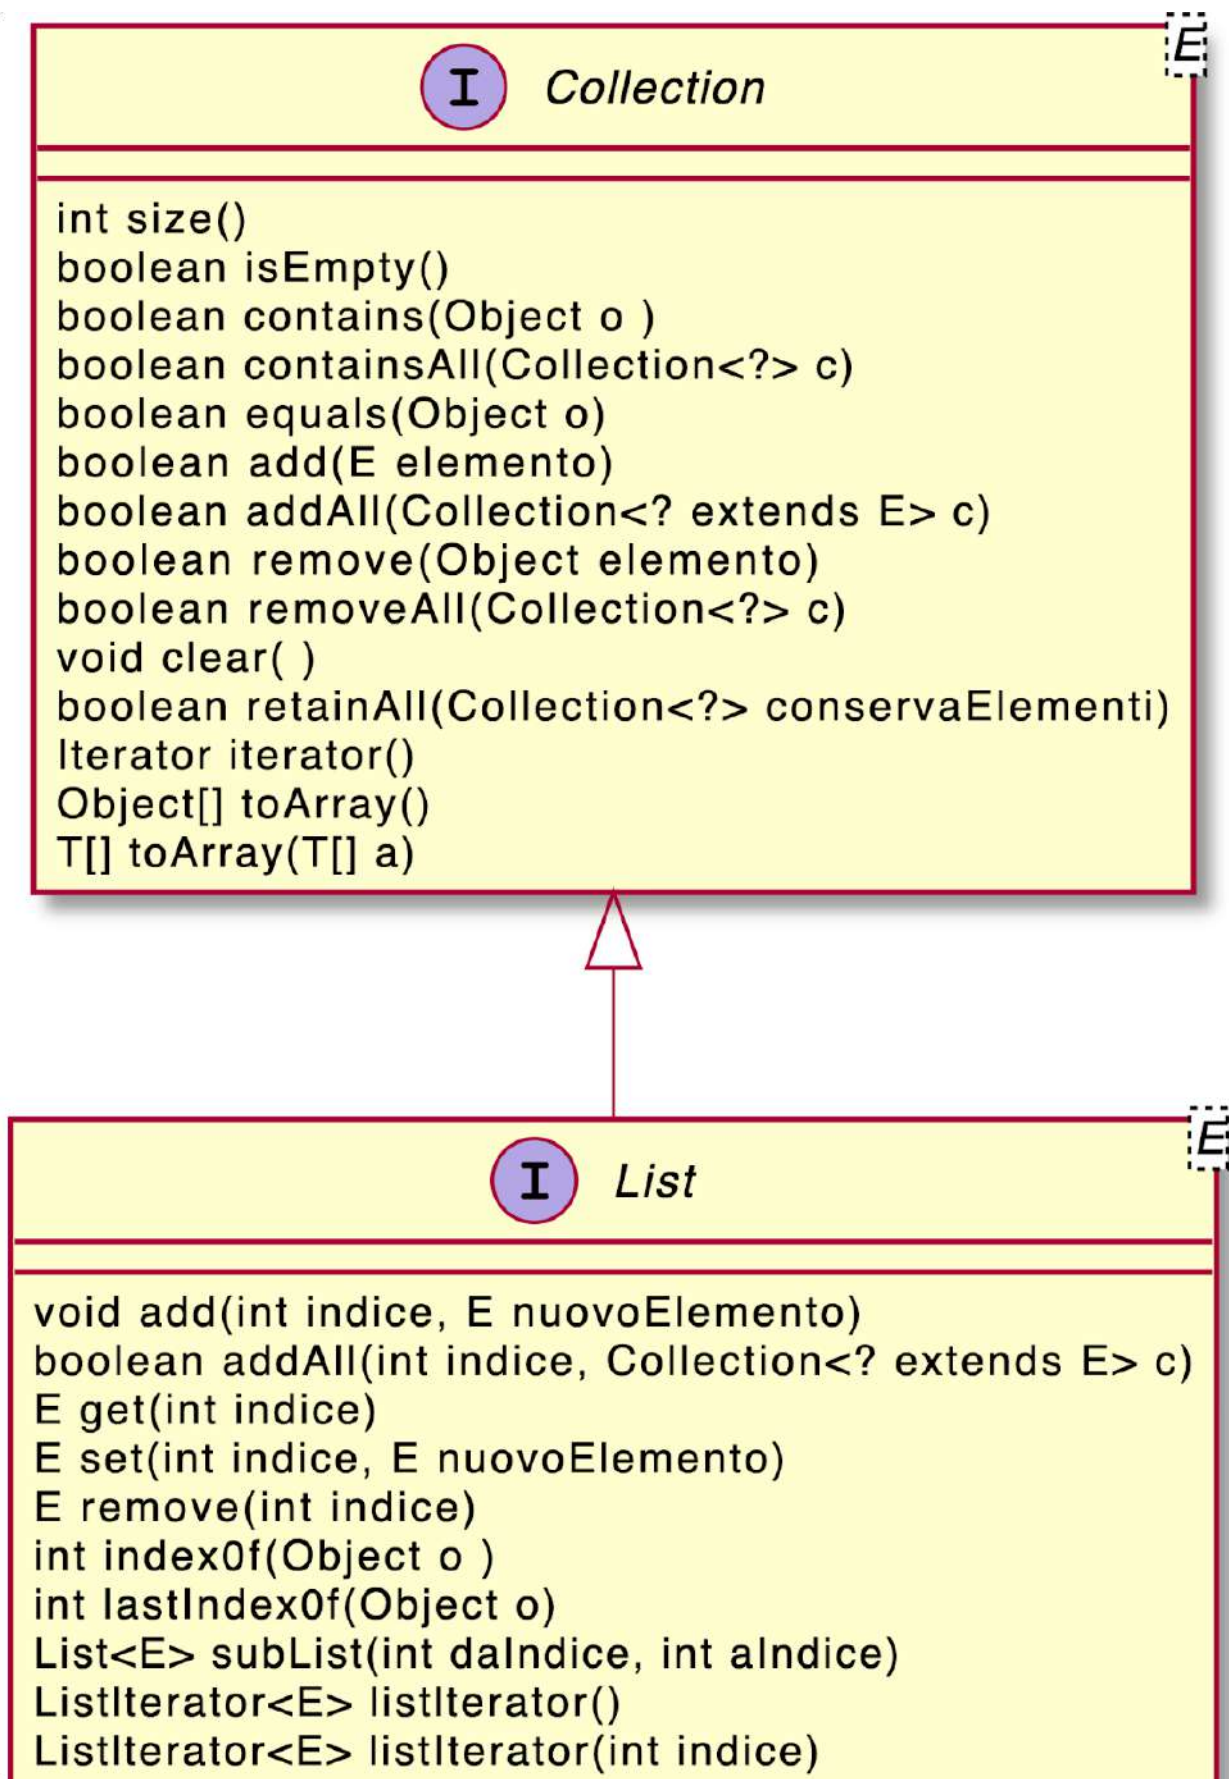 E
I Collection
int size()
boolean isEmpty()
boolean contains(Object o )
boolean containsAll(Collection<?> c)
boolean equals(Object o)
boolean add(E elemento)
boolean addAll(Collection<? extends E> c)
boolean remove(Object elemento)
boolean removeAll(Collection<?> c)
void clear( )
boolean retainAll(Collection<?> conservaElementi)
Iterator iterator()
Object[] toArray()
T[] toArray(T[] a)
E
I List
void add(int indice, E nuovoElemento)
boolean addAll(int indice, Collection<? extends E> c)
E get(int indice)
E set(int indice, E nuovoElemento)
E remove(int indice)
int index0f(Object o )
int lastIndex0f(Object o)
List<E> subList(int daIndice, int aIndice)
ListIterator<E> listIterator()
ListIterator<E> listIterator(int indice)